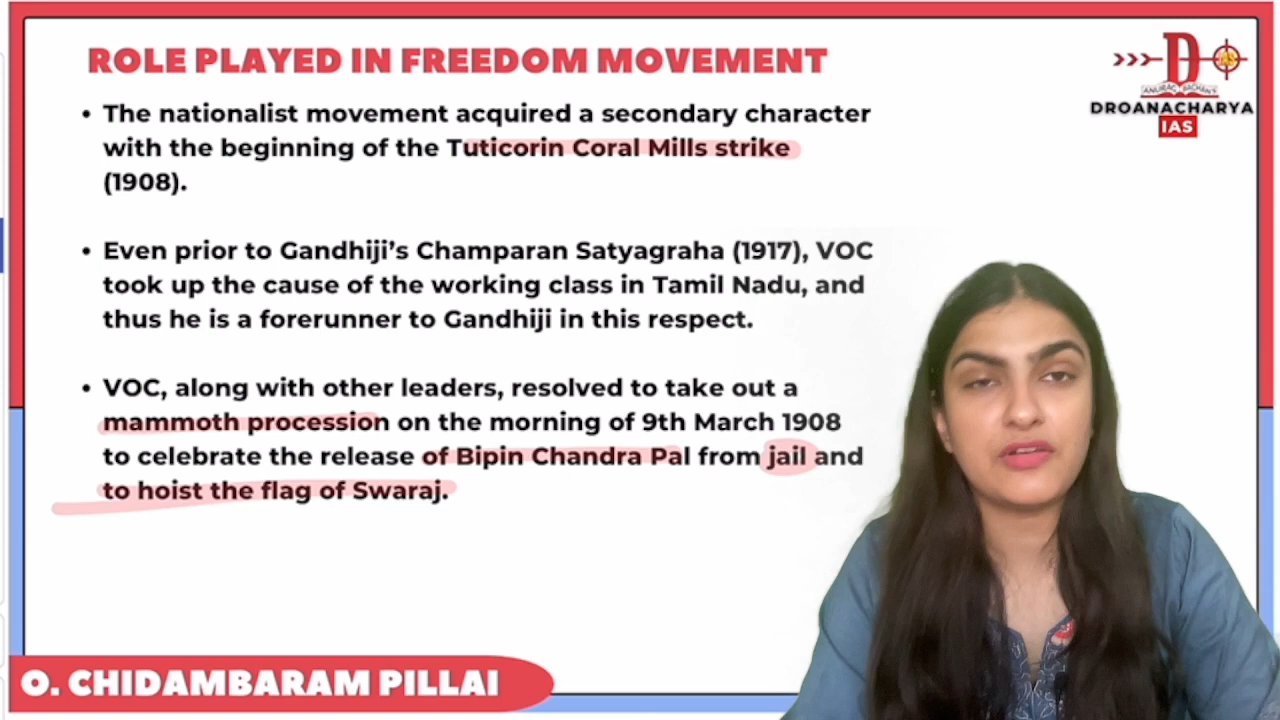 ROLE PLAYED IN FREEDOM MOVEMENT
• The nationalist movement acquired a secondary character
with the beginning of the Tuticorin Coral Mills strike
(1908).
• Even prior to Gandhiji’s Champaran Satyagraha (1917), VOC
took up the cause of the working class in Tamil Nadu, and
thus he is a forerunner to Gandhiji in this respect.
• VOC, along with other leaders, resolved to take out a
mammoth procession on the morning of 9th March 1908
to celebrate the release of Bipin Chandra Pal from jail and
to hoist the flag of Swaraj.
D
IAS
ANURAG BACHAN'S
DROANACHARYA
IAS
O. CHIDAMBARAM PILLAI